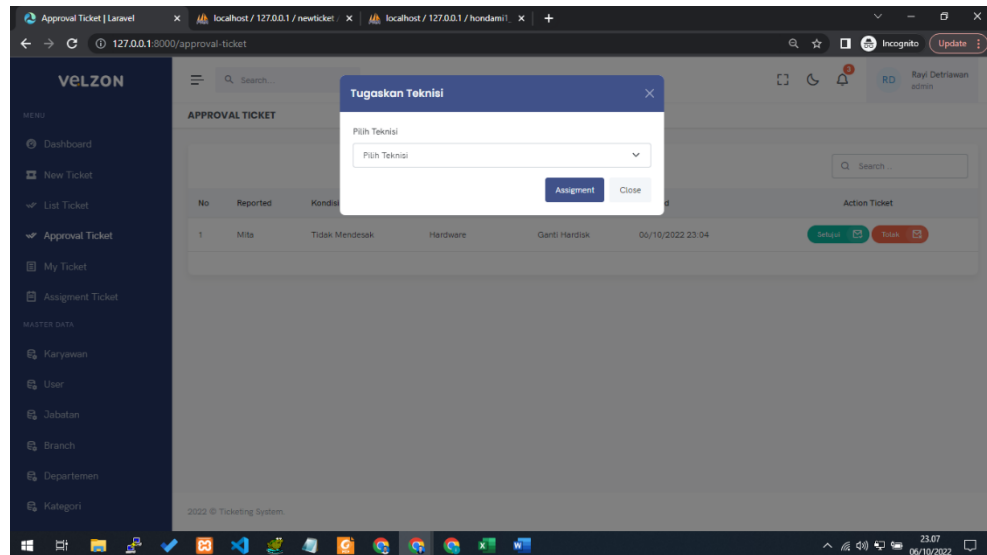 Approval Ticket | Laravel
localhost / 127.0.0.1 / newticket /
localhost / 127.0.0.1 / hondami1_
127.0.0.1:8000/approval-ticket
Incognito
Update
VELZON
Search...
3
RD
Rayi Detriawan
admin
MENU
Dashboard
New Ticket
List Ticket
Approval Ticket
My Ticket
Assigment Ticket
MASTER DATA
Karyawan
User
Jabatan
Branch
Departemen
Kategori
APPROVAL TICKET
Tugaskan Teknisi
Pilih Teknisi
Pilih Teknisi
Assigment
Close
Search ..
No Reported Action Ticket
1 Mita Tidak Mendesak Hardware Ganti Hardisk 06/10/2022 23:04 Setujui Tolak
2022 © Ticketing System.
23.07
06/10/2022